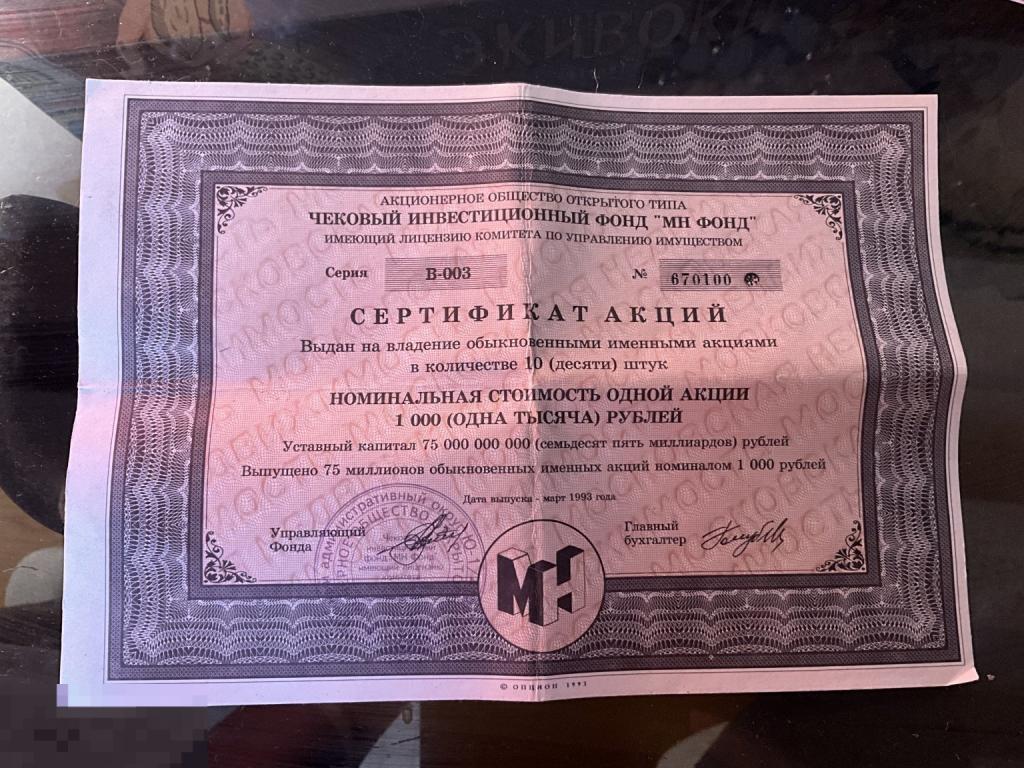 ЭКИВОКИ
АКЦИОНЕРНОЕ ОБЩЕСТВО ОТКРЫТОГО ТИПА
ЧЕКОВЫЙ ИНВЕСТИЦИОННЫЙ ФОНД "МН ФОНД"
ИМЕЮЩИЙ ЛИЦЕНЗИЮ КОМИТЕТА ПО УПРАВЛЕНИЮ ИМУЩЕСТВОМ
Серия В-003 № 670100
СЕРТИФИКАТ АКЦИЙ
Выдан на владение обыкновенными именными акциями
в количестве 10 (десяти) штук
НОМИНАЛЬНАЯ СТОИМОСТЬ ОДНОЙ АКЦИИ
1 000 (ОДНА ТЫСЯЧА) РУБЛЕЙ
Уставный капитал 75 000 000 000 (семьдесят пять миллиардов) рублей
Выпущено 75 миллионов обыкновенных именных акций номиналом 1 000 рублей
Дата выпуска - март 1993 года
Управляющий
Фонда
Главный
бухгалтер
МН
© ОПЦИОН 1993